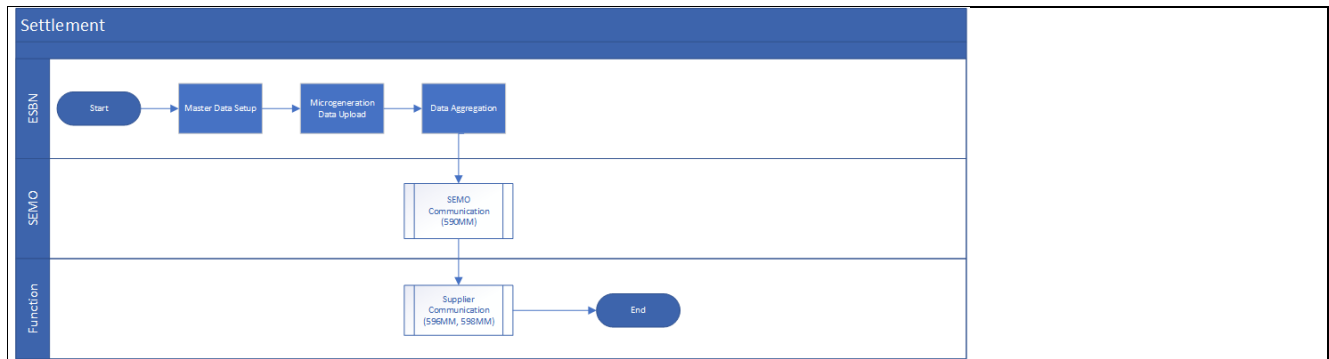 Settlement
ESBN
Start
Master Data Setup
Microgeneration
Data Upload
Data Aggregation
SEMO
SEMO
Communication
(590MM)
Function
Supplier
Communication
(596MM, 598MM)
End